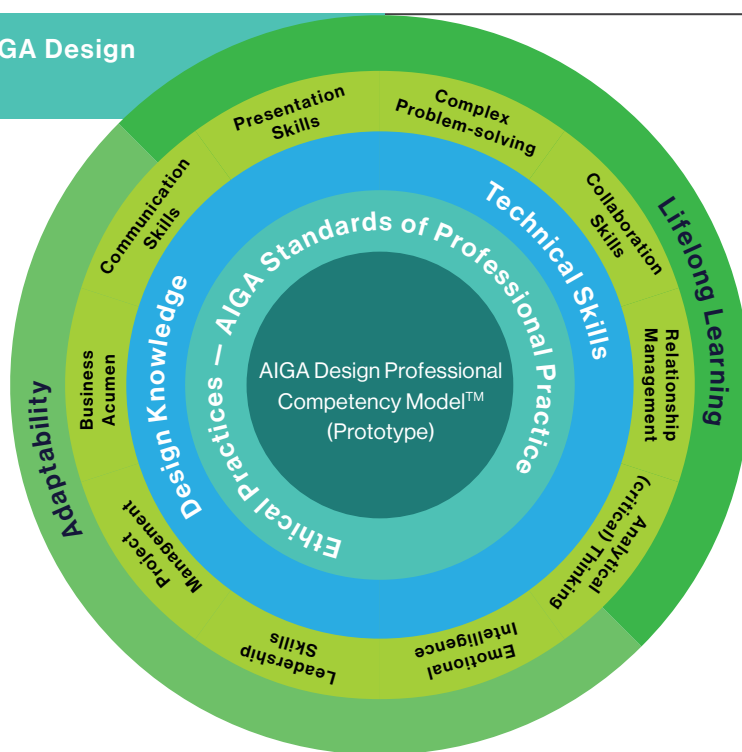 GA Design
Presentation
Skills
Complex
Problem-solving
Collaboration
Skills
Relationship
Management
Analytical
(critical) Thinking
Emotional
Intelligence
Leadership
Skills
Project
Management
Business
Acumen
Communication
Skills
Adaptability
Lifelong Learning
Design Knowledge
Technical Skills
Ethical Practices — AIGA Standards of Professional Practice
AIGA Design Professional
Competency Model™
(Prototype)